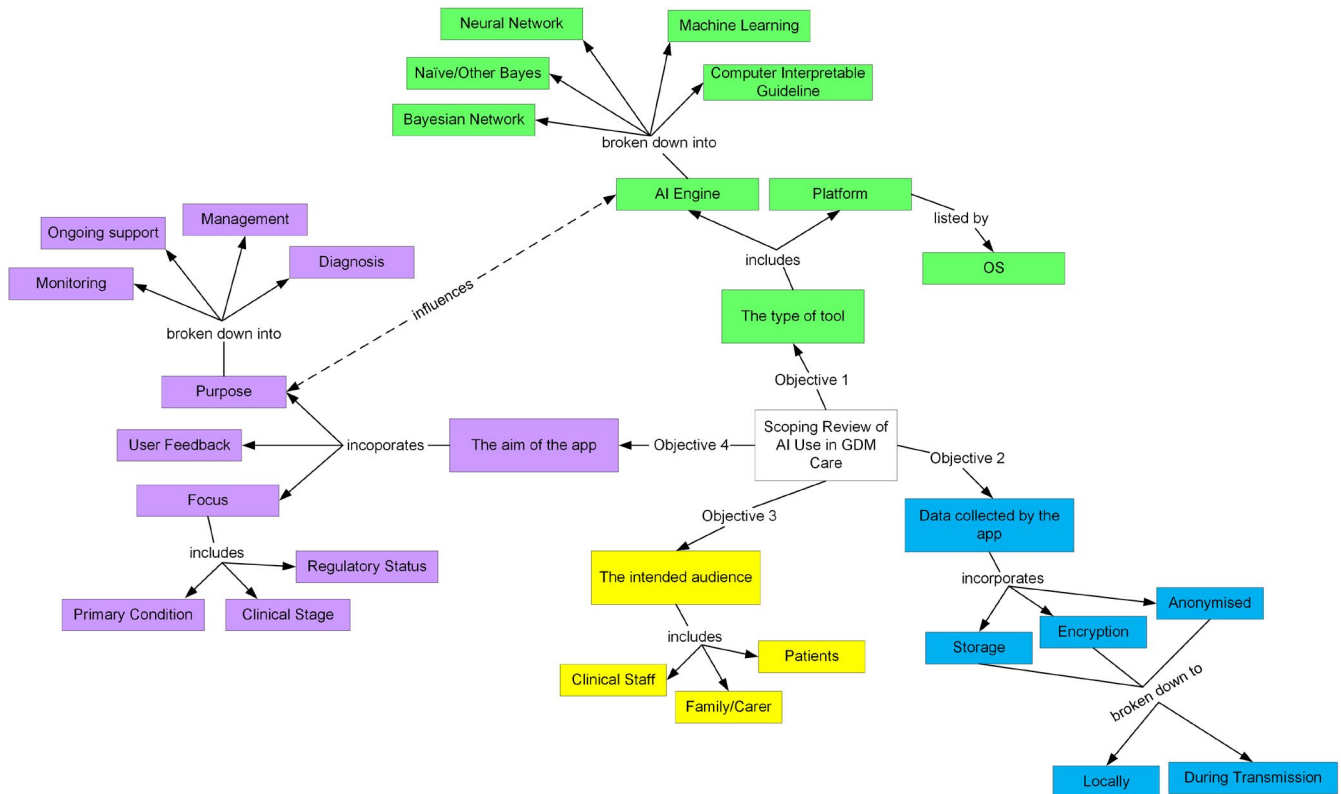 Neural Network
Machine Learning
Naïve/Other Bayes
Computer Interpretable
Guideline
Bayesian Network
broken down into
AI Engine
Platform
listed by
OS
includes
The type of tool
Objective 1
Management
Ongoing support
Diagnosis
Monitoring
broken down into
influences
Purpose
User Feedback
incoporates
The aim of the app
Objective 4
Scoping Review of
AI Use in GDM
Care
Focus
includes
Regulatory Status
Primary Condition
Clinical Stage
Objective 3
The intended audience
includes
Patients
Clinical Staff
Family/Carer
Objective 2
Data collected by the
app
incorporates
Anonymised
Encryption
Storage
broken down to
Locally
During Transmission